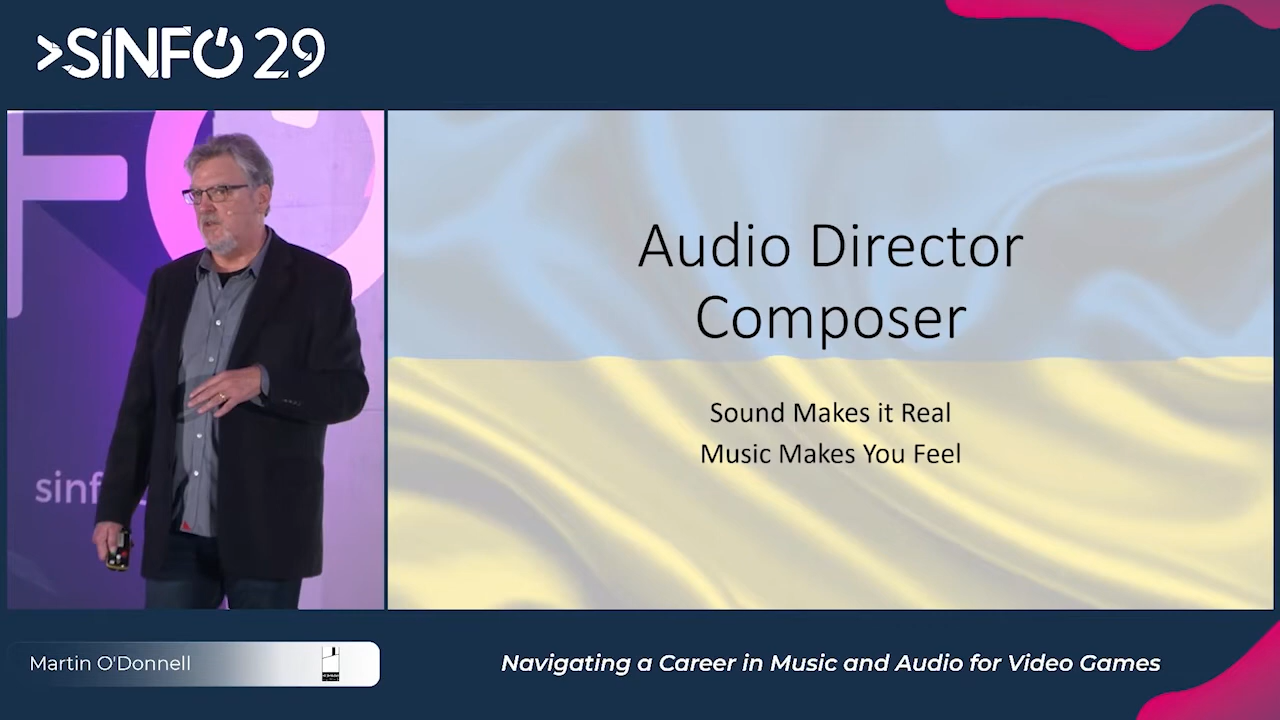 >SINFO 29
Audio Director
Composer
Sound Makes it Real
Music Makes You Feel
sinf
Martin O'Donnell
Navigating a Career in Music and Audio for Video Games